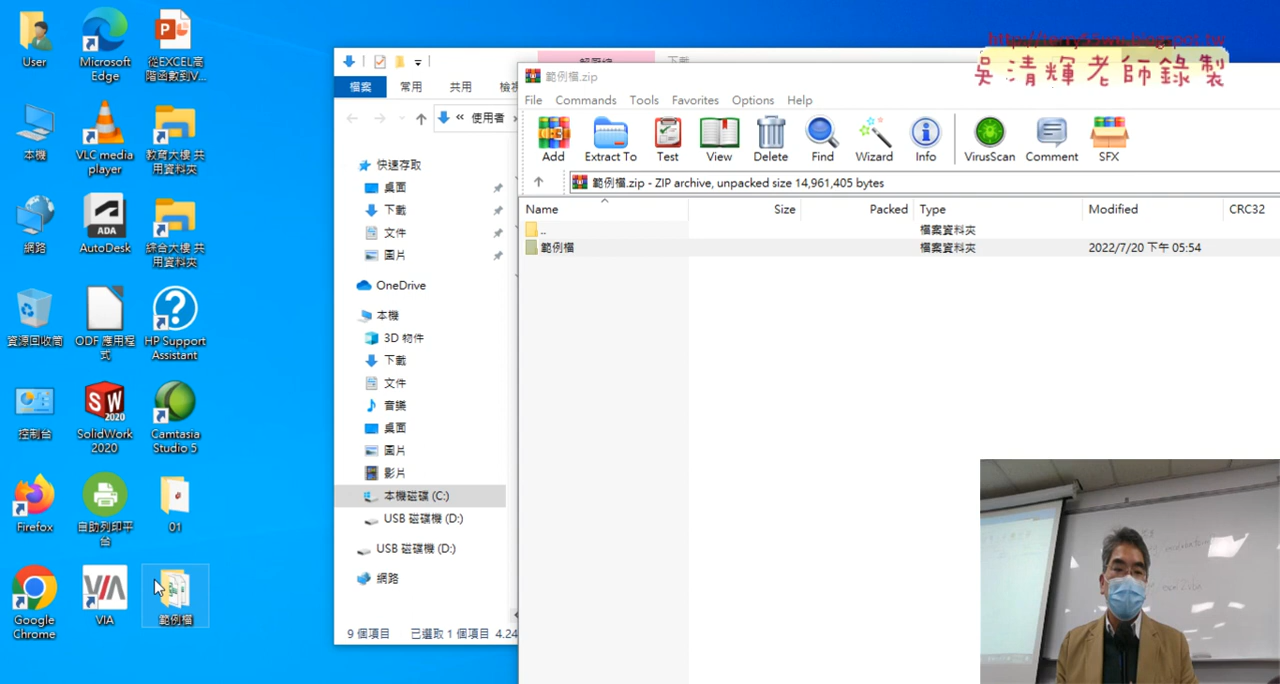 User
Microsoft Edge
從EXCEL高階函數到V...
本機
VLC media player
教育大樓 共用資料夾
網路
AutoDesk
綜合大樓 共用資料夾
資源回收筒
ODF 應用程式
HP Support Assistant
控制台
SolidWork 2020
Camtasia Studio 5
Firefox
自助列印平台
01
Google Chrome
VIA
範例檔
檔案
常用
共用
使用者
快速存取
桌面
下載
文件
圖片
OneDrive
本機
3D 物件
下載
文件
音樂
桌面
圖片
影片
本機磁碟 (C:)
USB 磁碟機 (D:)
USB 磁碟機 (D:)
網路
9 個項目
已選取 1 個項目 4.24
範例檔.zip
File Commands Tools Favorites Options Help
Add Extract To Test View Delete Find Wizard Info VirusScan Comment SFX
範例檔.zip - ZIP archive, unpacked size 14,961,405 bytes
Name Size Packed Type Modified CRC32
.. 檔案資料夾
範例檔 檔案資料夾 2022/7/20 下午 05:54
吳清輝老師錄製